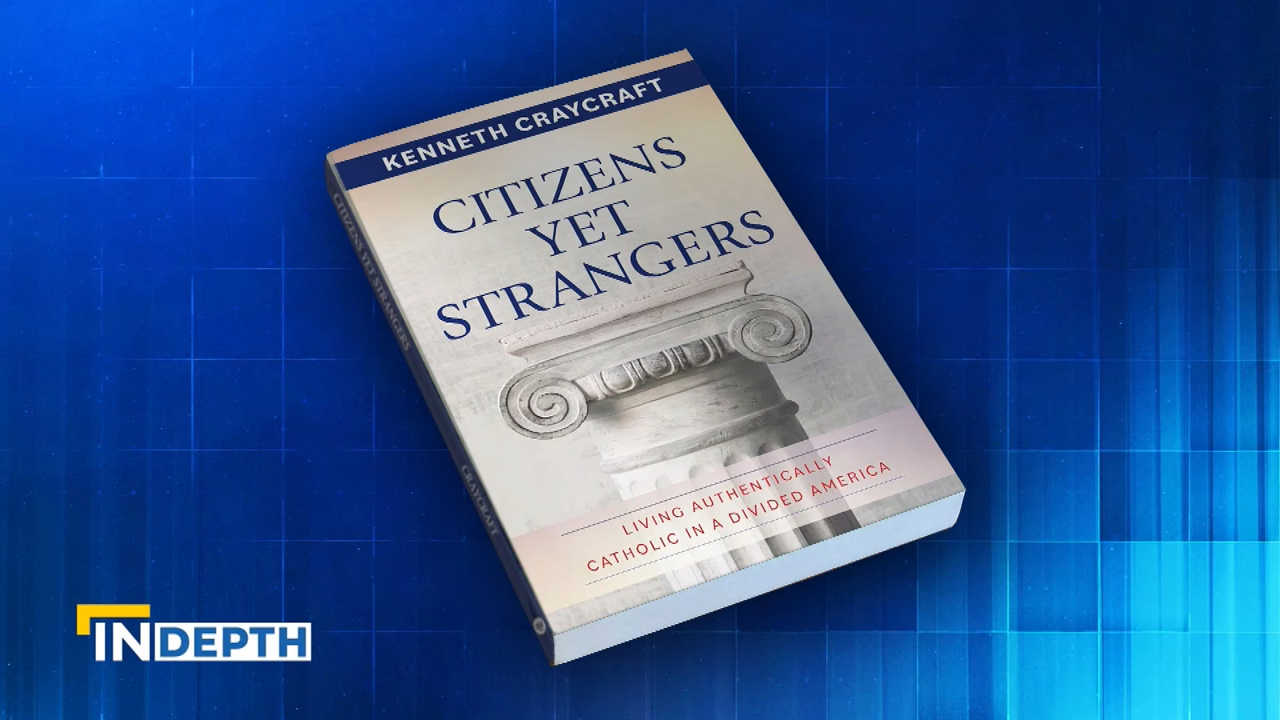 KENNETH CRAYCRAFT
CITIZENS
YET
STRANGERS
LIVING AUTHENTICALLY
CATHOLIC IN A DIVIDED AMERICA
CITIZENS YET STRANGERS
CRAYCRAFT
INDEPTH